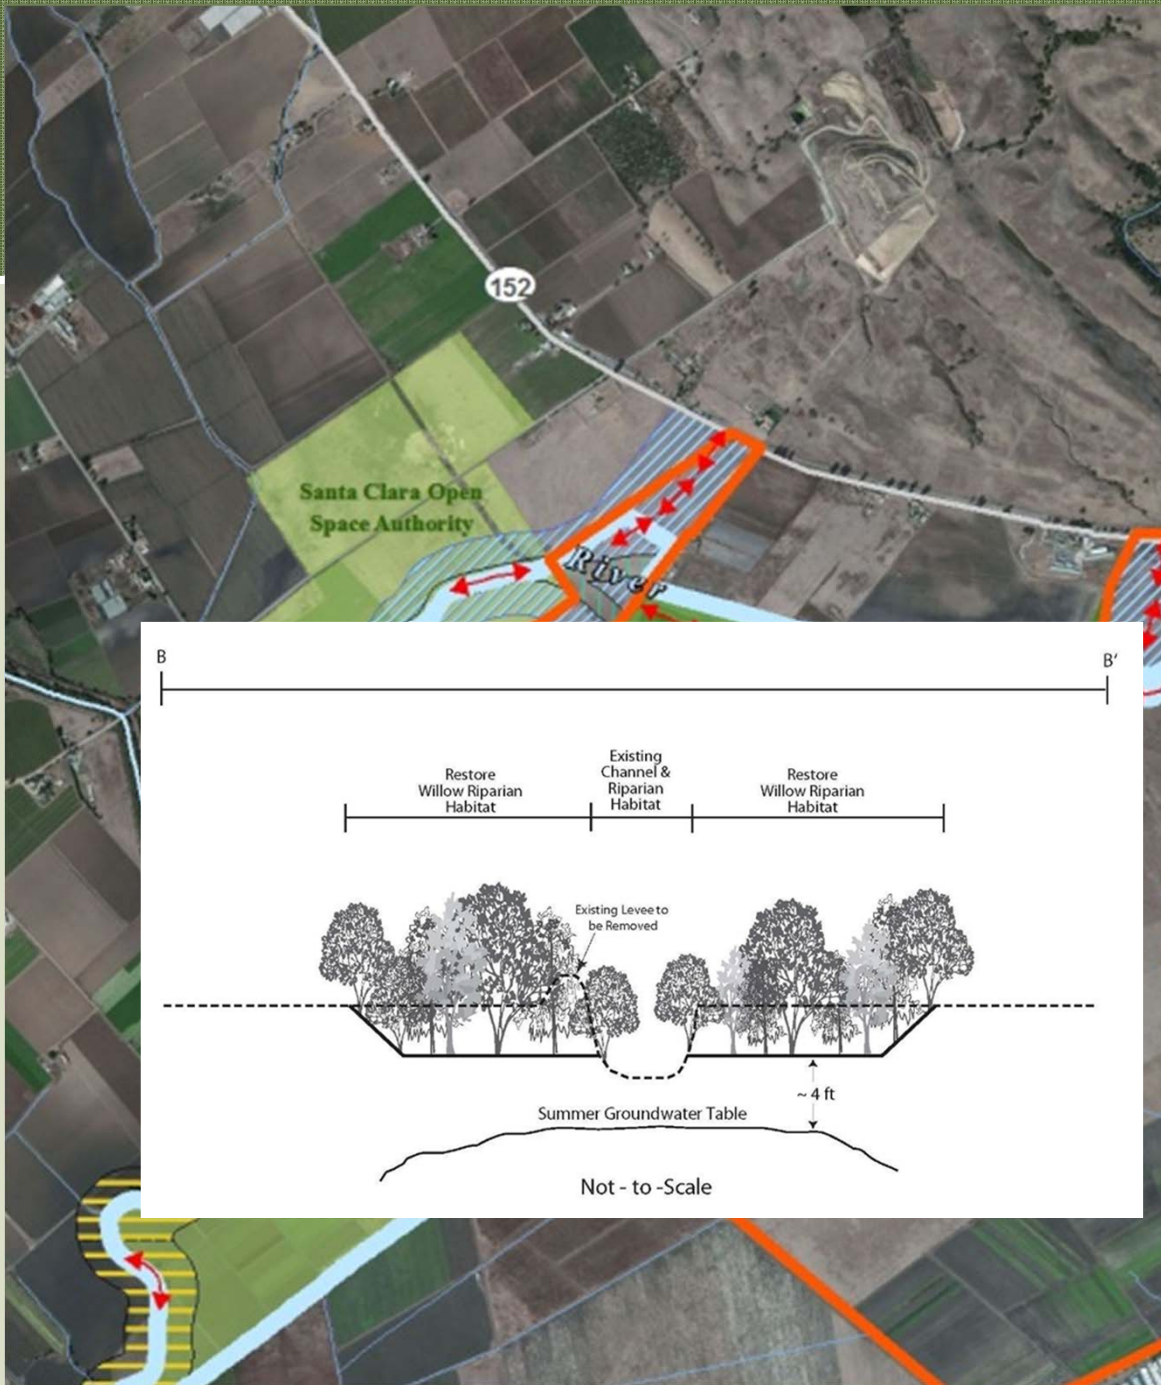 152
Santa Clara Open
Space Authority
River
B
B'
Restore
Willow Riparian
Habitat
Existing
Channel &
Riparian
Habitat
Restore
Willow Riparian
Habitat
Existing Levee to
be Removed
~ 4 ft
Summer Groundwater Table
Not - to -Scale